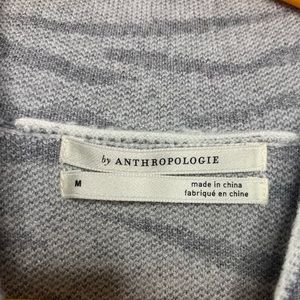 by ANTHROPOLOGIE
M
made in china
fabriqué en chine